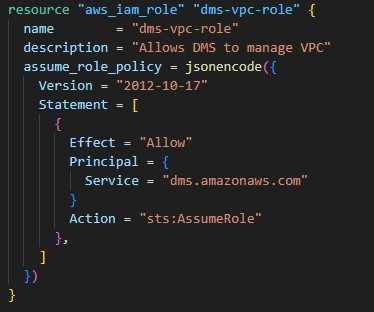 resource "aws_iam_role" "dms-vpc-role" {
  name        = "dms-vpc-role"
  description = "Allows DMS to manage VPC"
  assume_role_policy = jsonencode({
    Version = "2012-10-17"
    Statement = [
      {
        Effect = "Allow"
        Principal = {
          Service = "dms.amazonaws.com"
        }
        Action = "sts:AssumeRole"
      },
    ]
  })
}